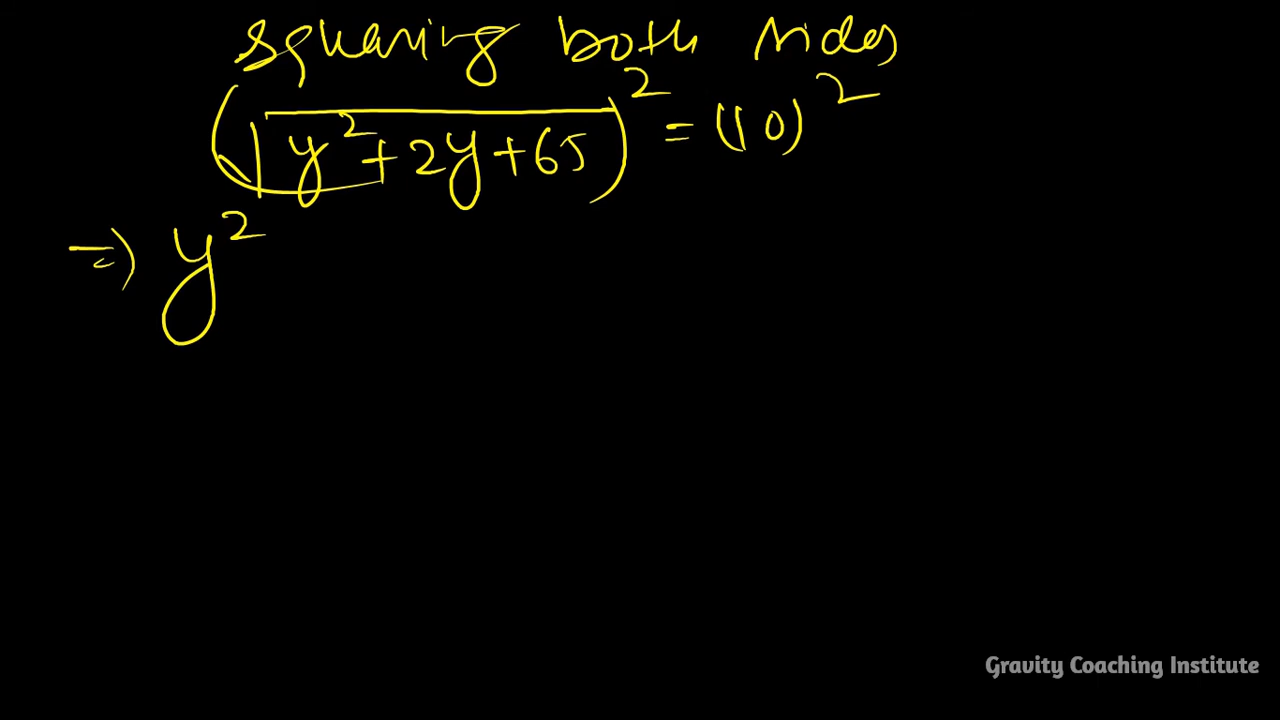 squaring both sides
(√y²+2y+65)² = (10)²
=) y²
Gravity Coaching Institute